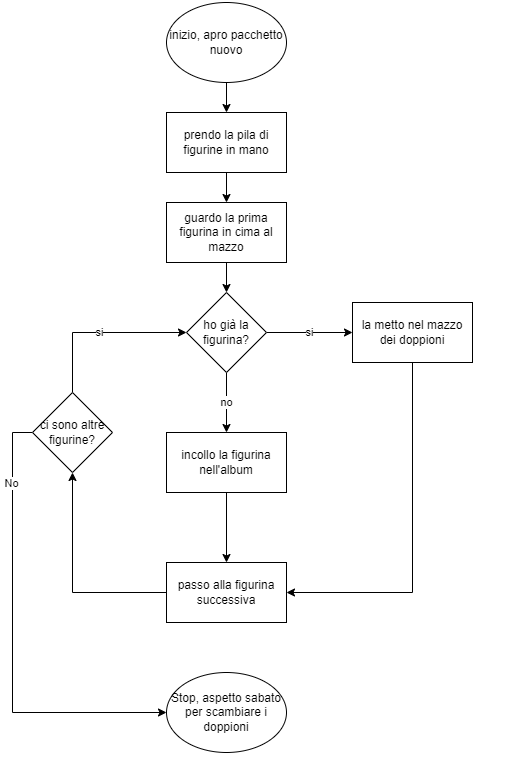 inizio, apro pacchetto
nuovo
prendo la pila di
figurine in mano
guardo la prima
figurina in cima al
mazzo
ho già la
figurina?
si
si
la metto nel mazzo
dei doppioni
no
ci sono altre
figurine?
incollo la figurina
nell'album
No
passo alla figurina
successiva
Stop, aspetto sabato
per scambiare i
doppioni